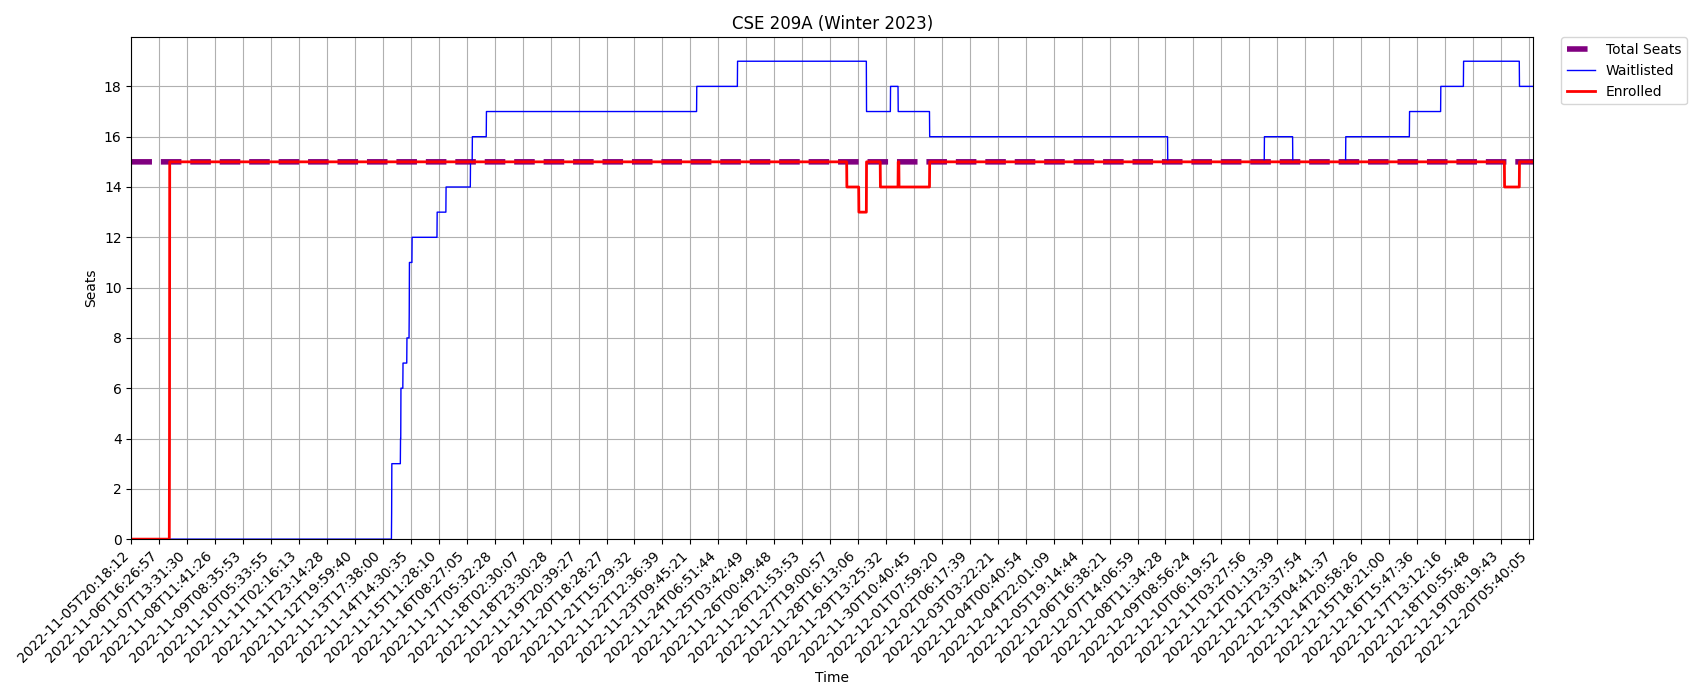 CSE 209A (Winter 2023)
Total Seats
Waitlisted
Enrolled
18
16
14
12
10
8
6
4
2
0
Seats
2022-11-05T20:18:12
2022-11-06T16:26:57
2022-11-07T13:31:30
2022-11-08T11:41:26
2022-11-09T08:35:53
2022-11-10T05:33:55
2022-11-11T02:16:13
2022-11-11T23:14:28
2022-11-12T19:59:40
2022-11-13T17:38:00
2022-11-14T14:30:35
2022-11-15T11:28:10
2022-11-16T08:27:05
2022-11-17T05:32:28
2022-11-18T02:30:07
2022-11-18T23:30:28
2022-11-19T20:39:27
2022-11-20T18:28:27
2022-11-21T15:29:32
2022-11-22T12:36:39
2022-11-23T09:45:21
2022-11-24T06:51:44
2022-11-25T03:42:49
2022-11-26T00:49:48
2022-11-26T21:53:53
2022-11-27T19:00:57
2022-11-28T16:13:06
2022-11-29T13:25:32
2022-11-30T10:40:45
2022-12-01T07:59:20
2022-12-02T06:17:39
2022-12-03T03:22:21
2022-12-04T00:40:54
2022-12-04T22:01:09
2022-12-05T19:14:44
2022-12-06T16:38:21
2022-12-07T14:06:59
2022-12-08T11:34:28
2022-12-09T08:56:24
2022-12-10T06:19:52
2022-12-11T03:27:56
2022-12-12T01:13:39
2022-12-12T23:37:54
2022-12-13T04:41:37
2022-12-14T20:58:26
2022-12-15T18:21:00
2022-12-16T15:47:36
2022-12-17T13:12:16
2022-12-18T10:55:48
2022-12-19T08:19:43
2022-12-20T05:40:05
Time